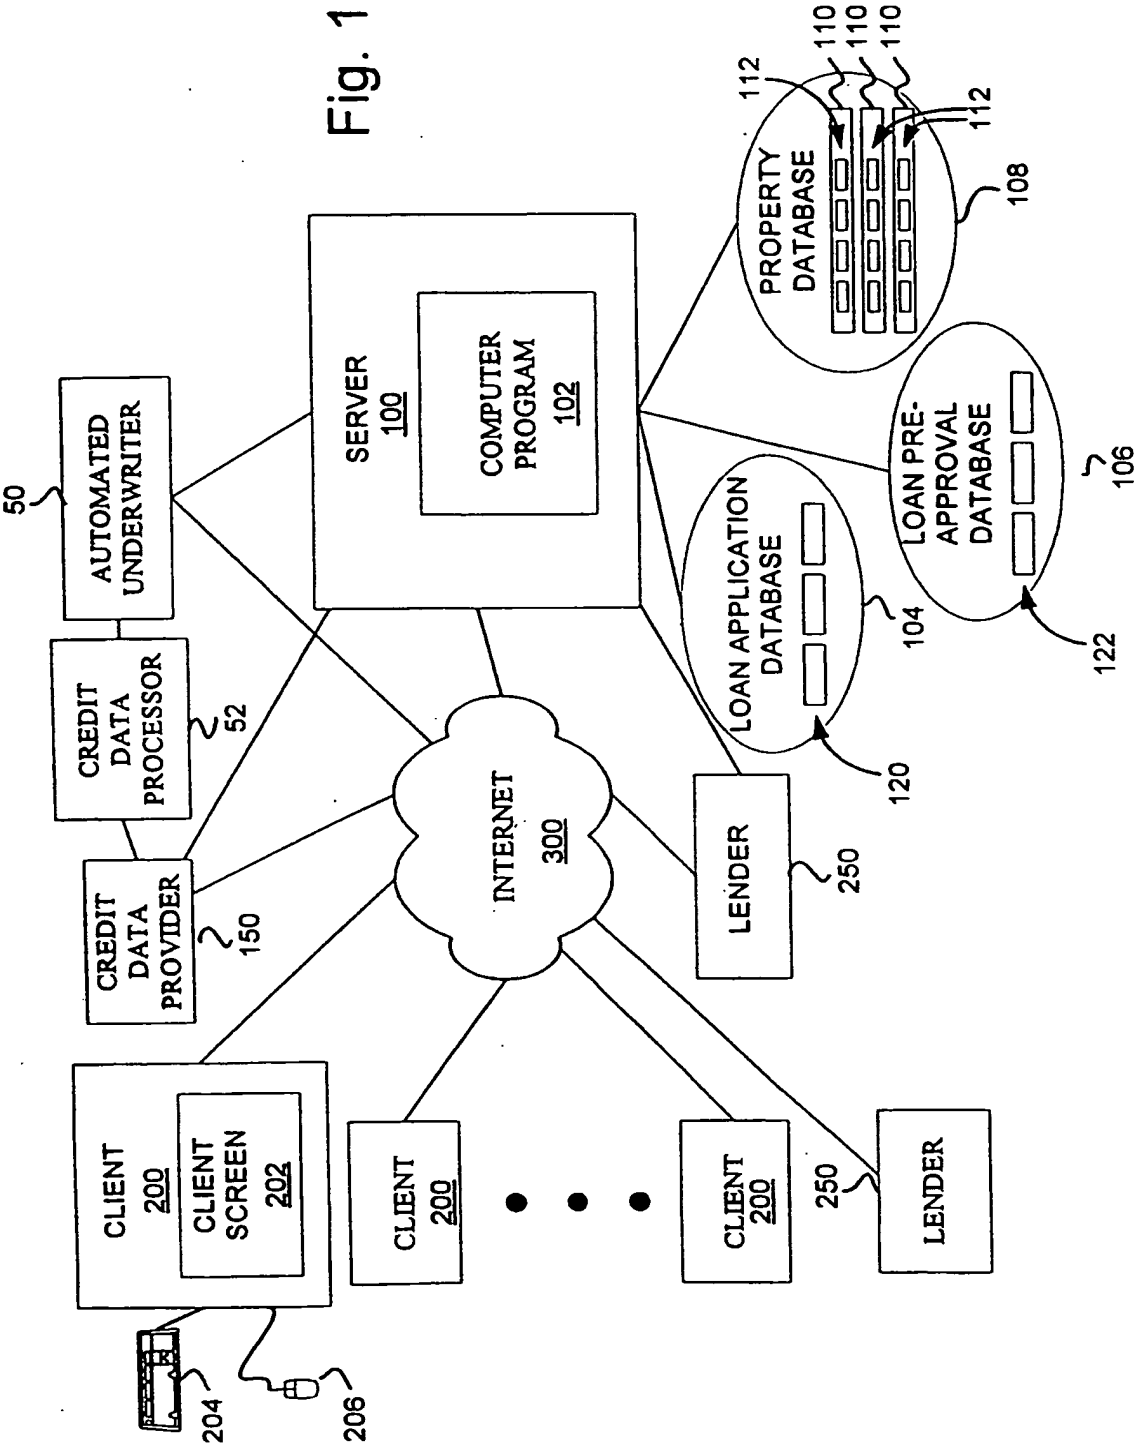 Fig. 1
50
AUTOMATED
UNDERWRITER
CREDIT
DATA
PROCESSOR
52
CREDIT
DATA
PROVIDER
150
SERVER
100
COMPUTER
PROGRAM
102
CLIENT
200
CLIENT
SCREEN
202
204
206
CLIENT
200
CLIENT
200
INTERNET
300
LENDER
250
LENDER
250
LOAN APPLICATION
DATABASE
120
104
LOAN PRE-
APPROVAL
DATABASE
122
106
PROPERTY
DATABASE
108
112
112
110
110
110